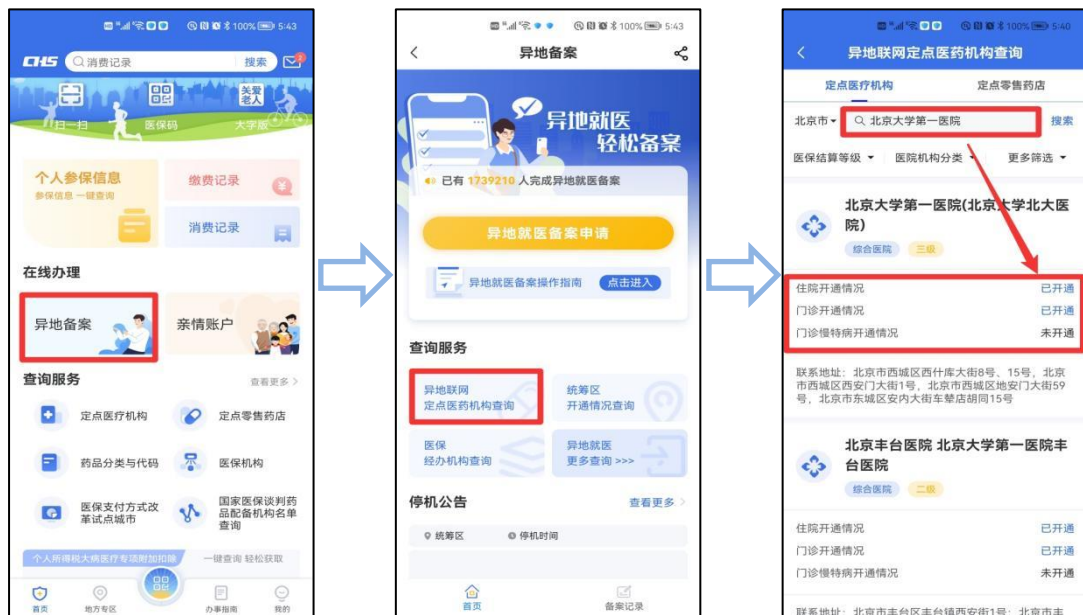 100% 5:43
CHS
消费记录
搜索
扫一扫
医保码
关爱老人
大字版
个人参保信息
参保信息 一键查询
缴费记录
消费记录
在线办理
异地备案
亲情账户
查询服务
查看更多 >
定点医疗机构
定点零售药店
药品分类与代码
医保机构
医保支付方式改
革试点城市
国家医保谈判药
品配备机构名单
查询
个人所得税大病医疗专项附加扣除
一键查询 轻松获取
首页
地方专区
办事指南
我的
100% 5:43
异地备案
异地就医
轻松备案
已有 1739210 人完成异地就医备案
异地就医备案申请
异地就医备案操作指南
点击进入
查询服务
异地联网
定点医药机构查询
统筹区
开通情况查询
医保
经办机构查询
异地就医
更多查询 >>>
停机公告
查看更多 >
统筹区
停机时间
首页
备案记录
100% 5:40
异地联网定点医药机构查询
定点医疗机构
定点零售药店
北京市
北京大学第一医院
搜索
医保结算等级
医院机构分类
更多筛选
北京大学第一医院(北京大学北大医
院)
综合医院 三级
住院开通情况 已开通
门诊开通情况 已开通
门诊慢特病开通情况 未开通
联系地址：北京市西城区西什库大街8号、15号，北京
市西城区西安门大街1号，北京市西城区地安门大街59
号，北京市东城区安内大街车辇店胡同15号
北京丰台医院 北京大学第一医院丰
台医院
综合医院 二级
住院开通情况 已开通
门诊开通情况 已开通
门诊慢特病开通情况 未开通
联系地址：北京市丰台区丰台镇西安街1号；北京市丰